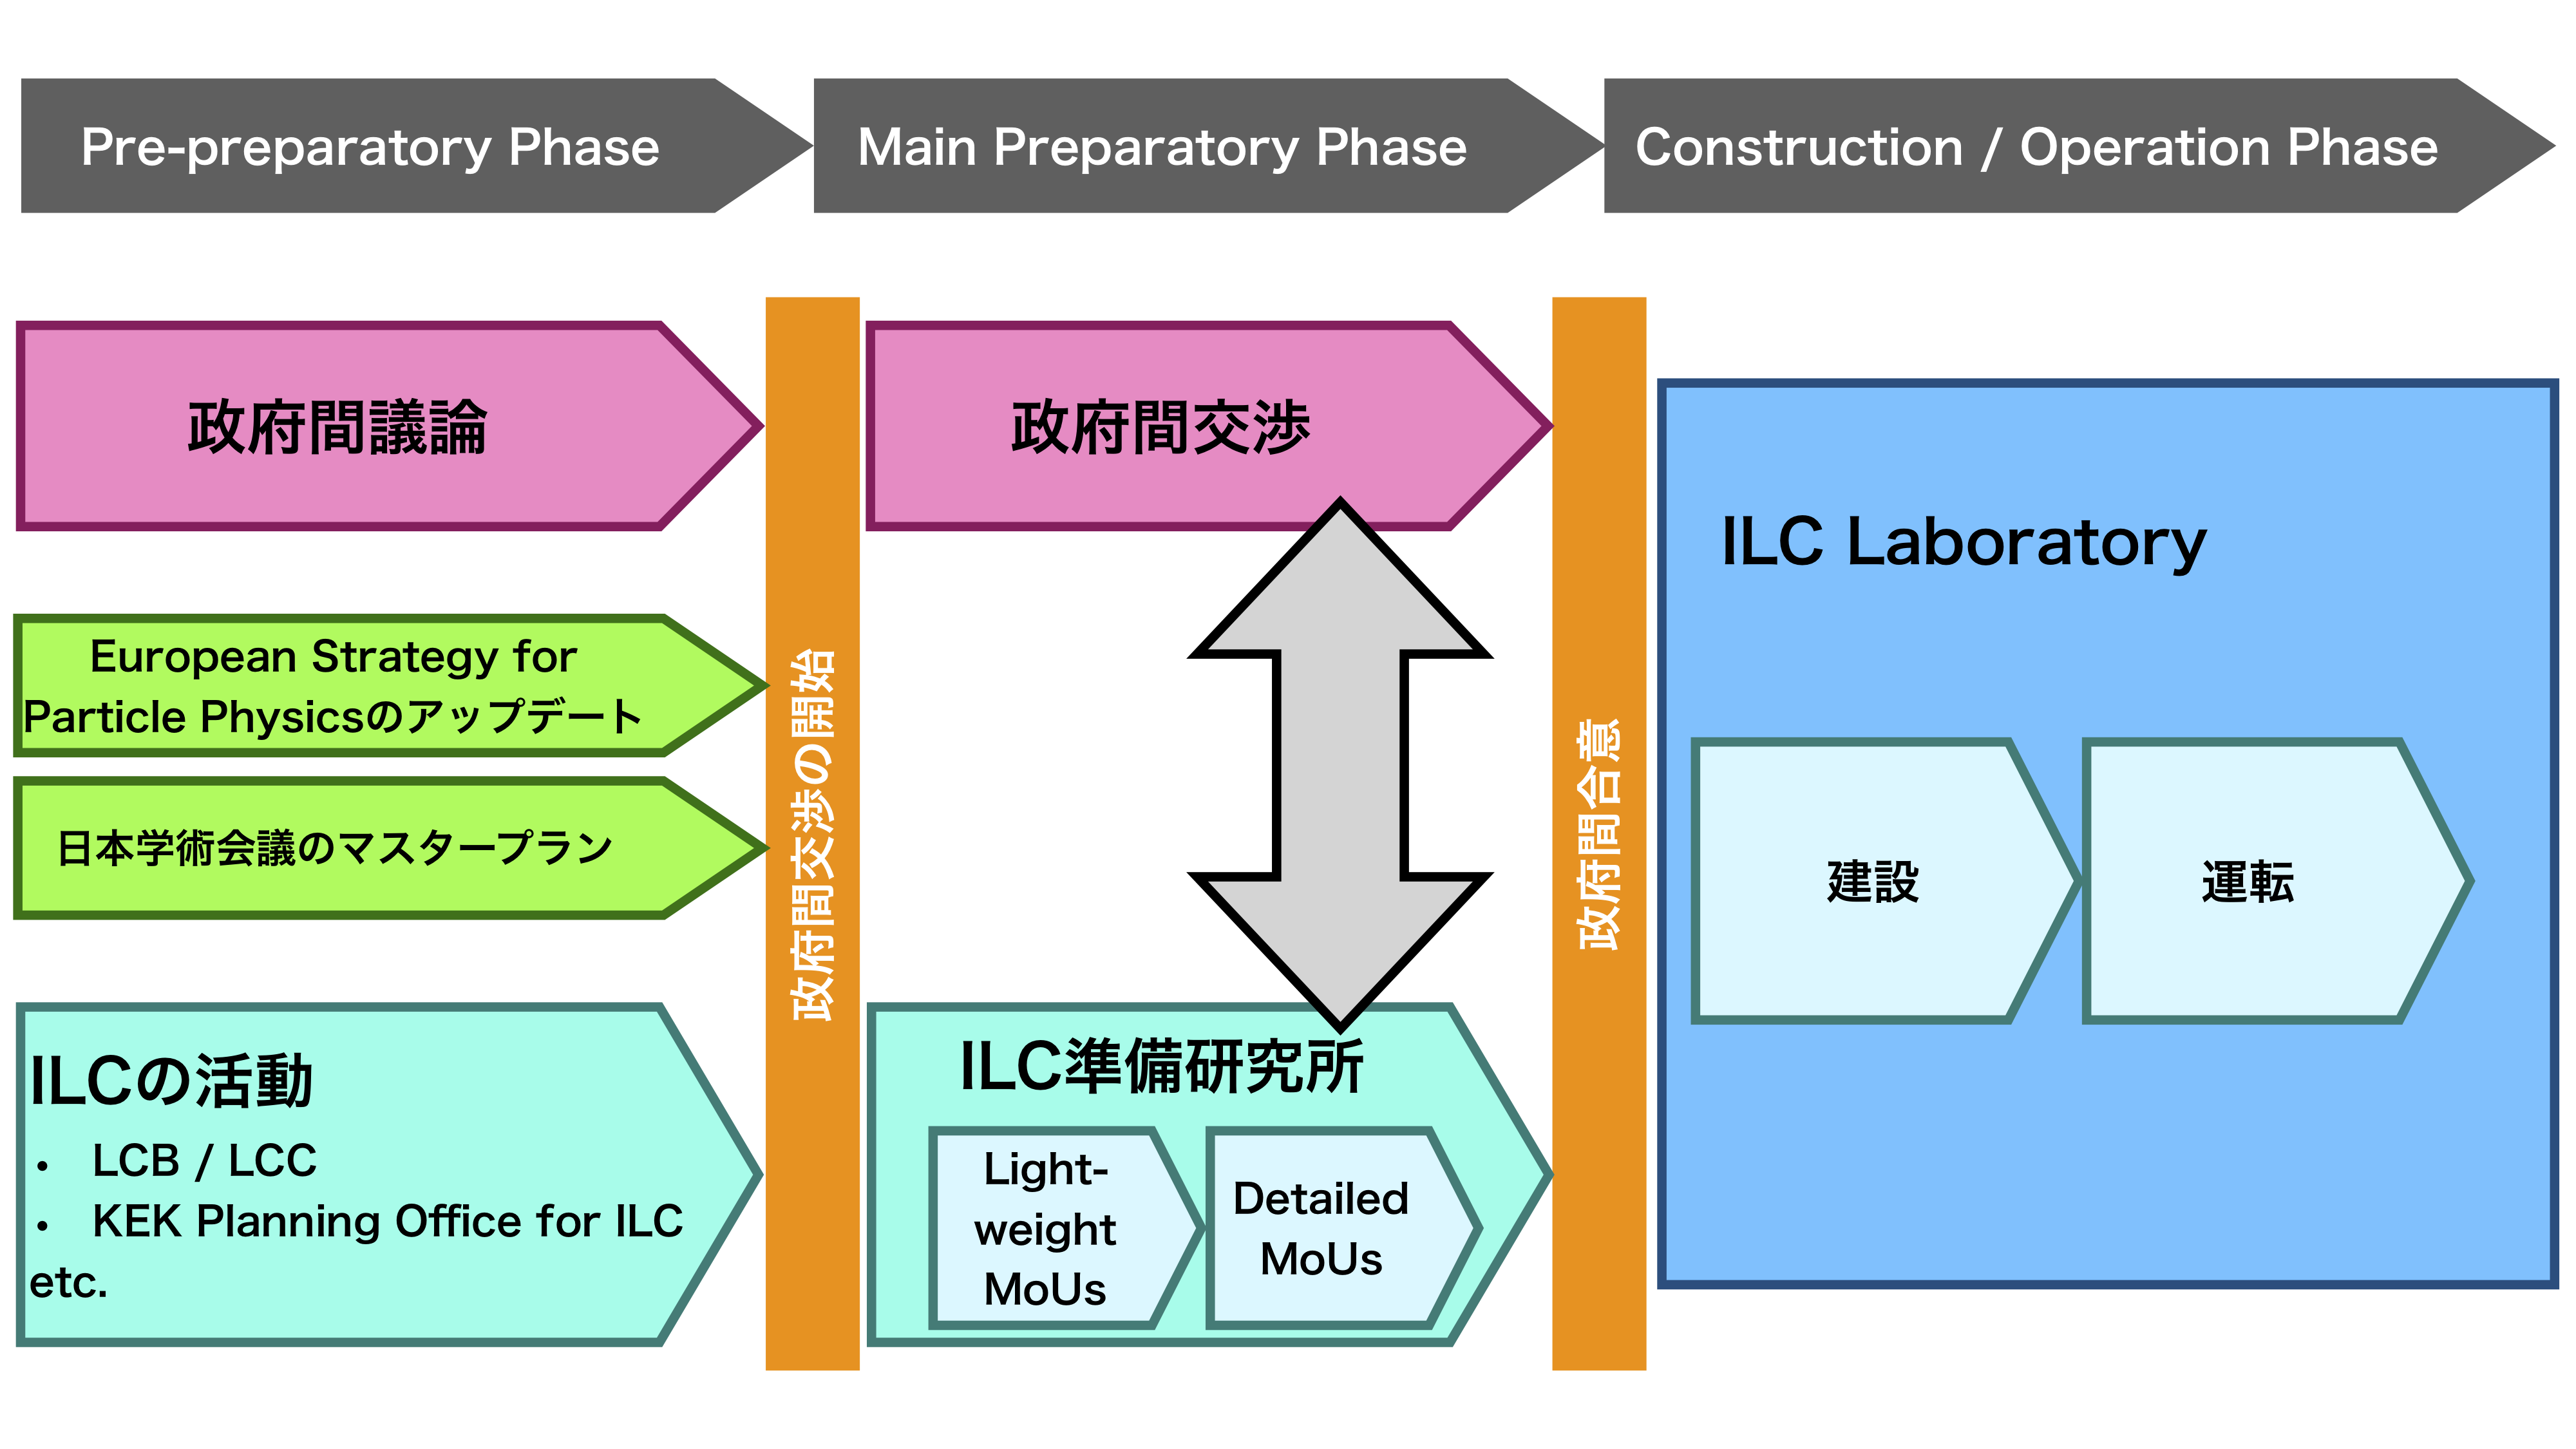 Pre-preparatory Phase
Main Preparatory Phase
Construction / Operation Phase
政府間議論
European Strategy for
Particle Physicsのアップデート
日本学術会議のマスタープラン
ILCの活動
• LCB / LCC
• KEK Planning Office for ILC
etc.
政府間交渉の開始
政府間交渉
ILC準備研究所
Light-
weight
MoUs
Detailed
MoUs
政府間合意
ILC Laboratory
建設
運転